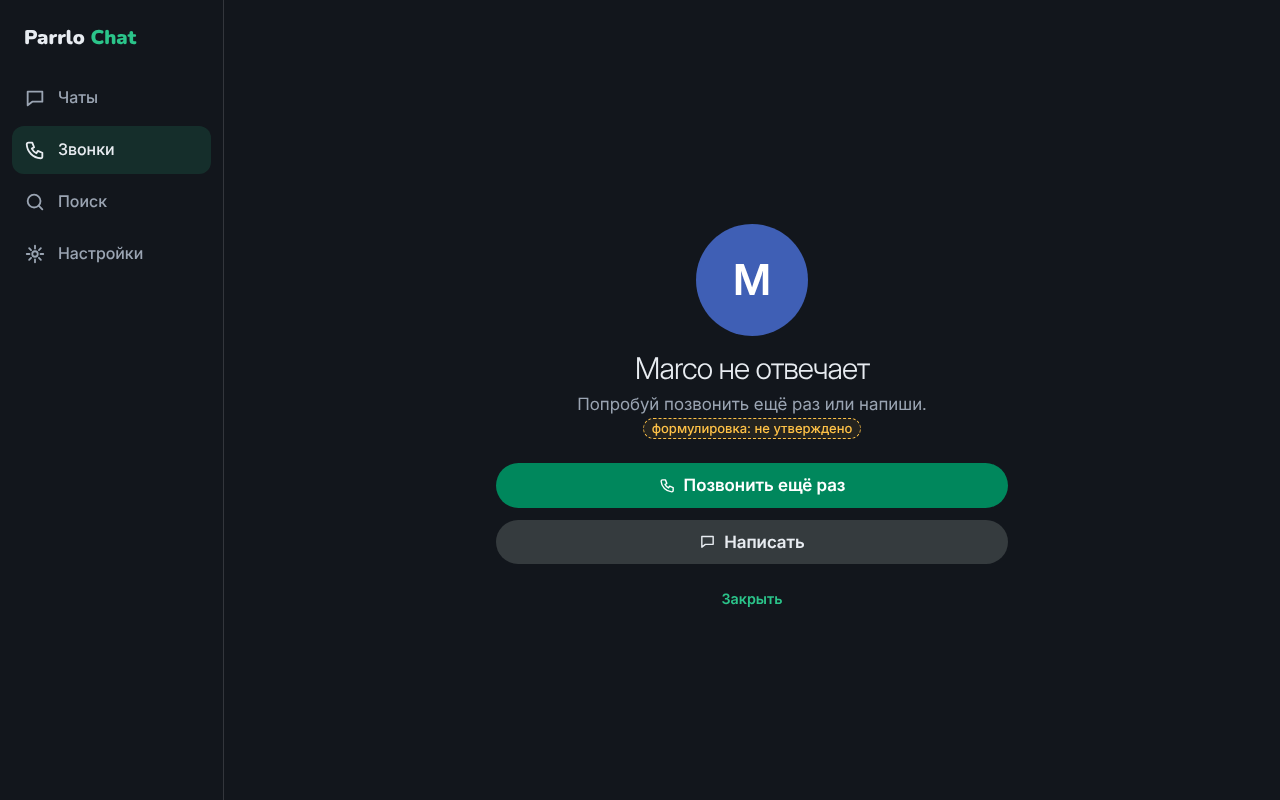 Parrlo Chat
Чаты
Звонки
Поиск
Настройки
M
Marco не отвечает
Попробуй позвонить ещё раз или напиши.
формулировка: не утверждено
Позвонить ещё раз
Написать
Закрыть